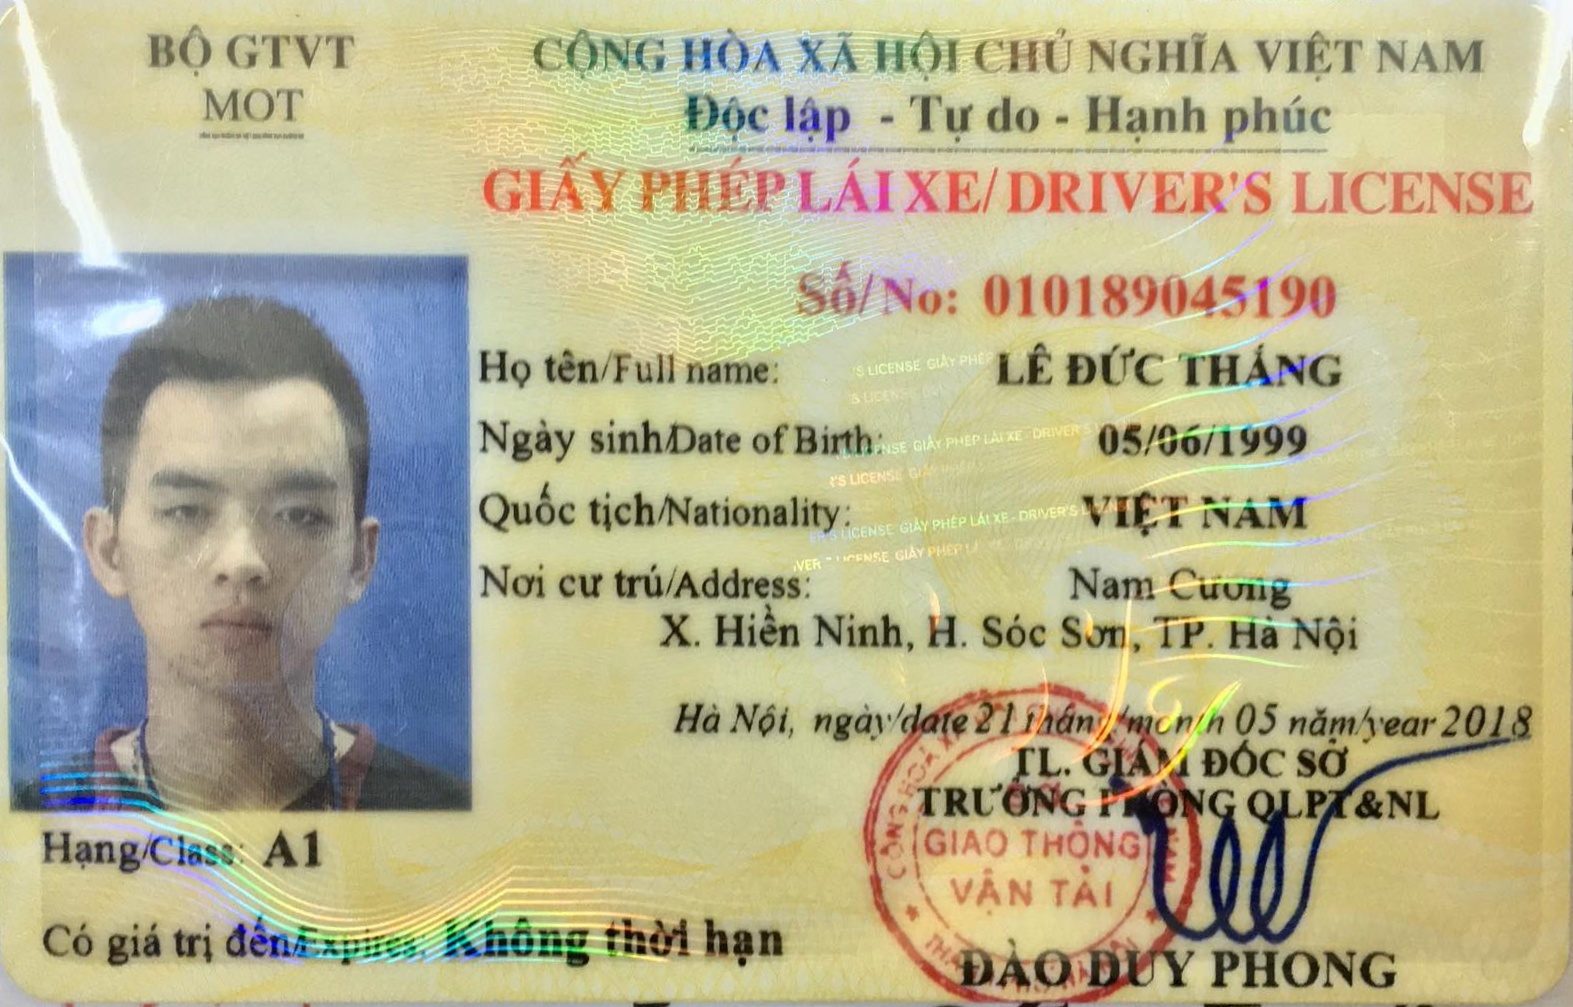 BỘ GTVT
MOT
CỘNG HÒA XÃ HỘI CHỦ NGHĨA VIỆT NAM
Độc lập - Tự do - Hạnh phúc
GIẤY PHÉP LÁI XE/ DRIVER'S LICENSE
Số/No: 010189045190
Họ tên/Full name: LÊ ĐỨC THẮNG
Ngày sinh/Date of Birth: 05/06/1999
Quốc tịch/Nationality: VIỆT NAM
Nơi cư trú/Address: Nam Cương
X. Hiền Ninh, H. Sóc Sơn, TP. Hà Nội
Hà Nội, ngày/date 21 tháng/month 05 năm/year 2018
TL. GIÁM ĐỐC SỞ
TRƯỞNG PHÒNG QLPT&NL
GIAO THÔNG
VẬN TẢI
ĐÀO DUY PHONG
Hạng/Class: A1
Có giá trị đến/Expires: Không thời hạn